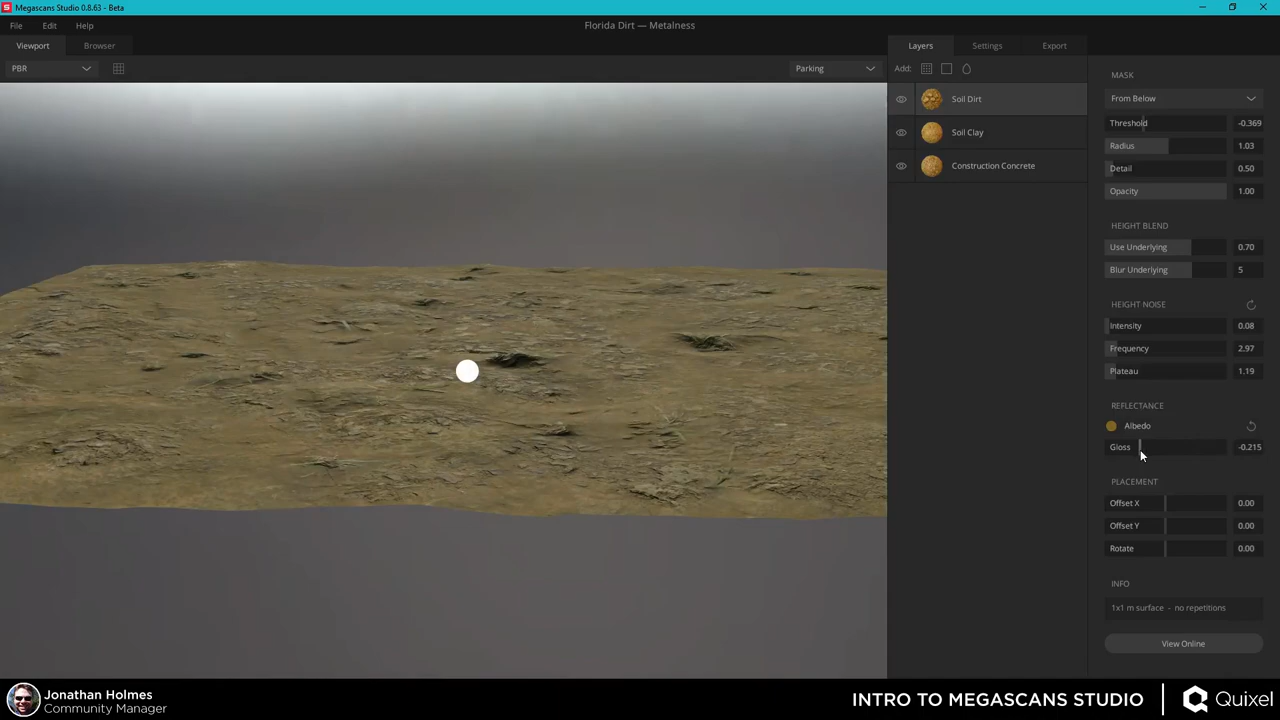 Megascans Studio 0.8.63 - Beta
File Edit Help
Florida Dirt — Metalness
Viewport Browser
Layers Settings Export
PBR
Parking
Add:
Soil Dirt
Soil Clay
Construction Concrete
MASK
From Below
Threshold -0.369
Radius 1.03
Detail 0.50
Opacity 1.00
HEIGHT BLEND
Use Underlying 0.70
Blur Underlying 5
HEIGHT NOISE
Intensity 0.08
Frequency 2.97
Plateau 1.19
REFLECTANCE
Albedo
Gloss -0.215
PLACEMENT
Offset X 0.00
Offset Y 0.00
Rotate 0.00
INFO
1x1 m surface - no repetitions
View Online
Jonathan Holmes
Community Manager
INTRO TO MEGASCANS STUDIO
Quixel